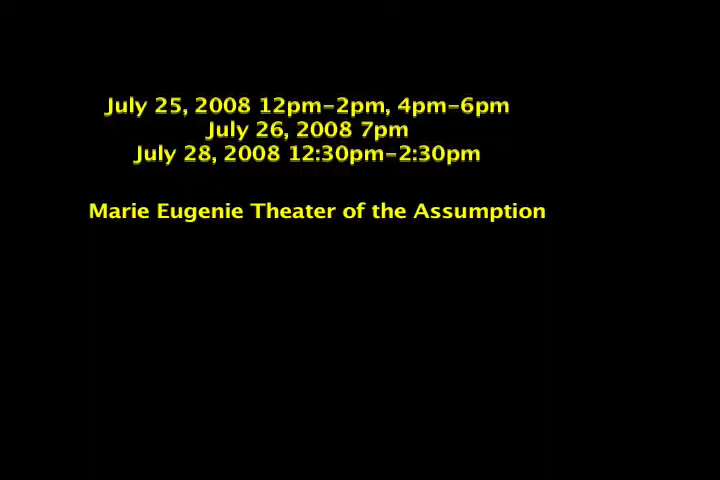 July 25, 2008 12pm-2pm, 4pm-6pm
July 26, 2008 7pm
July 28, 2008 12:30pm-2:30pm
Marie Eugenie Theater of the Assumption